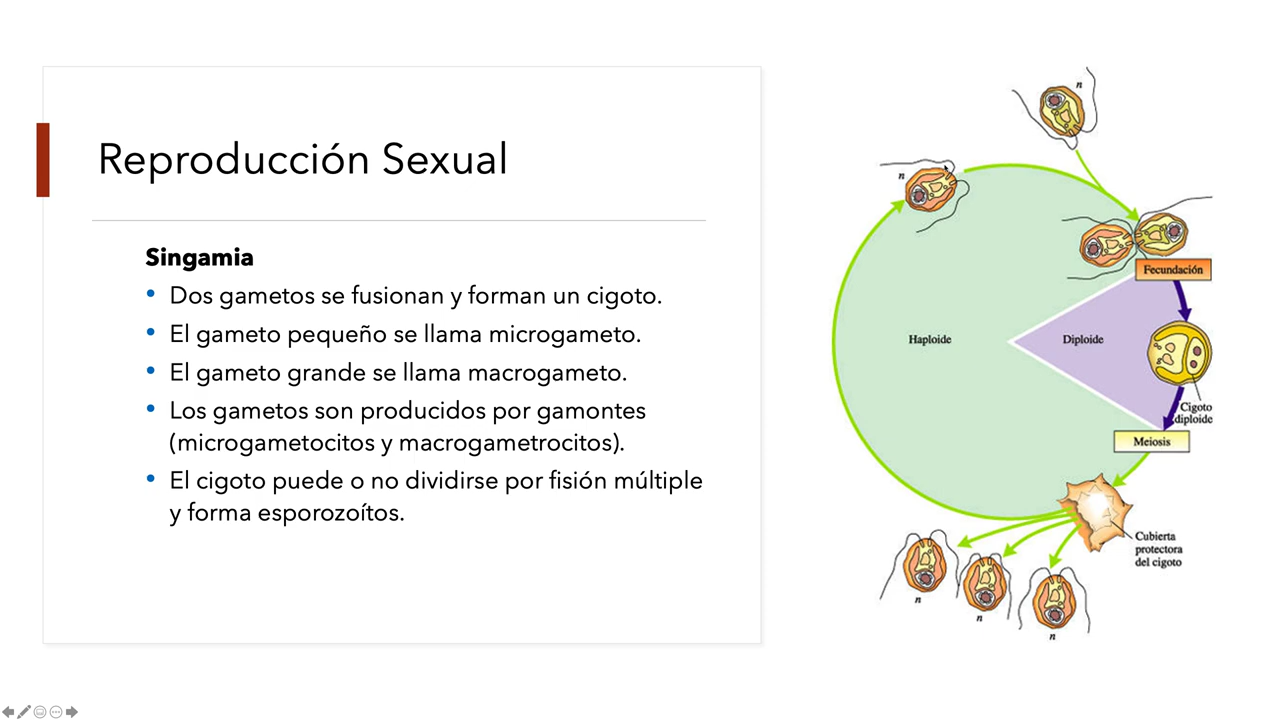 Reproducción Sexual
Singamia
• Dos gametos se fusionan y forman un cigoto.
• El gameto pequeño se llama microgameto.
• El gameto grande se llama macrogameto.
• Los gametos son producidos por gamontes
(microgametocitos y macrogametrocitos).
• El cigoto puede o no dividirse por fisión múltiple
y forma esporozoítos.
n
n
Fecundación
Haploide
Diploide
Cigoto
diploide
Meiosis
Cubierta
protectora
del cigoto
n
n
n